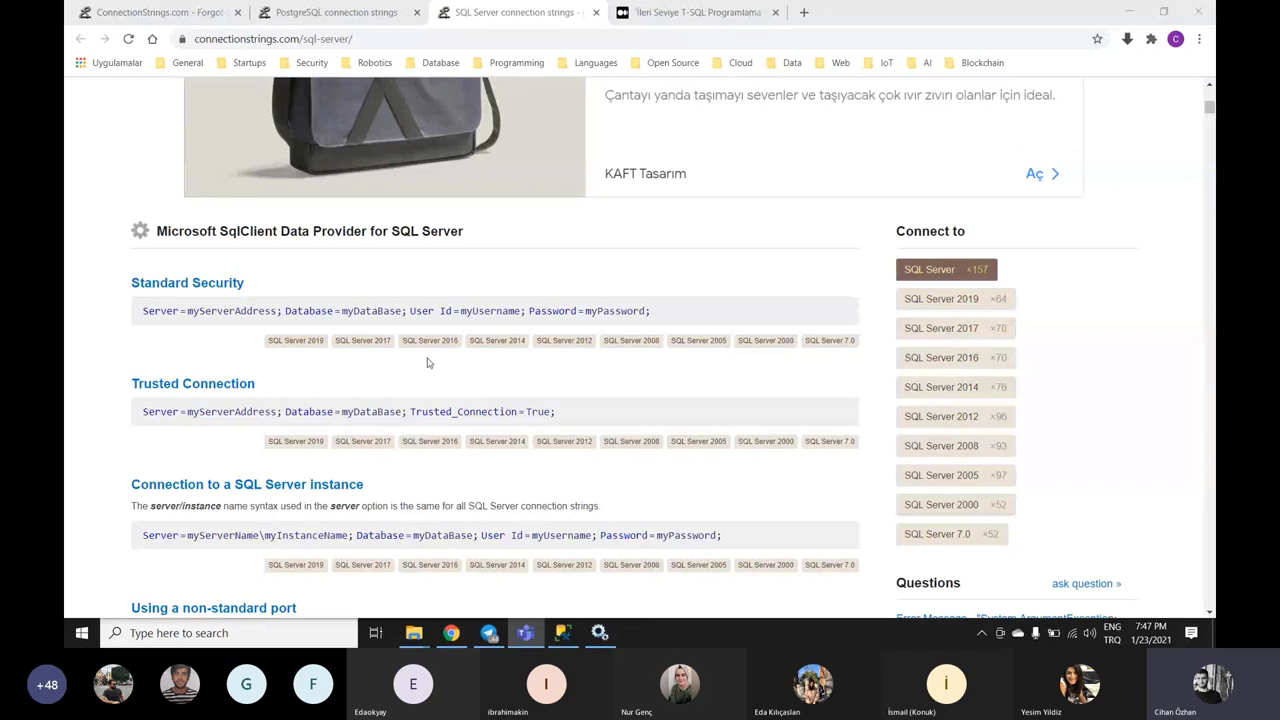 ConnectionStrings.com - Forgot
PostgreSQL connection strings
SQL Server connection strings -
'İleri Seviye T-SQL Programlama
connectionstrings.com/sql-server/
C
Uygulamalar
General
Startups
Security
Robotics
Database
Programming
Languages
Open Source
Cloud
Data
Web
IoT
AI
Blockchain
Çantayı yanda taşımayı sevenler ve taşıyacak çok ıvır zıvırı olanlar için ideal.
KAFT Tasarım
Aç
Microsoft SqlClient Data Provider for SQL Server
Standard Security
Server=myServerAddress; Database=myDataBase; User Id=myUsername; Password=myPassword;
SQL Server 2019 SQL Server 2017 SQL Server 2016 SQL Server 2014 SQL Server 2012 SQL Server 2008 SQL Server 2005 SQL Server 2000 SQL Server 7.0
Trusted Connection
Server=myServerAddress; Database=myDataBase; Trusted_Connection=True;
SQL Server 2019 SQL Server 2017 SQL Server 2016 SQL Server 2014 SQL Server 2012 SQL Server 2008 SQL Server 2005 SQL Server 2000 SQL Server 7.0
Connection to a SQL Server instance
The server/instance name syntax used in the server option is the same for all SQL Server connection strings.
Server=myServerName\myInstanceName; Database=myDataBase; User Id=myUsername; Password=myPassword;
SQL Server 2019 SQL Server 2017 SQL Server 2016 SQL Server 2014 SQL Server 2012 SQL Server 2008 SQL Server 2005 SQL Server 2000 SQL Server 7.0
Using a non-standard port
Connect to
SQL Server ×157
SQL Server 2019 ×64
SQL Server 2017 ×70
SQL Server 2016 ×70
SQL Server 2014 ×76
SQL Server 2012 ×96
SQL Server 2008 ×93
SQL Server 2005 ×97
SQL Server 2000 ×52
SQL Server 7.0 ×52
Questions
ask question »
Error Message - "System.ArgumentException:
Type here to search
ENG
TRQ
7:47 PM
1/23/2021
+48
G
F
E
Edaokyay
I
ibrahimakin
Nur Genç
Eda Kılıçaslan
İ
İsmail (Konuk)
Yesim Yildiz
Cihan Özhan